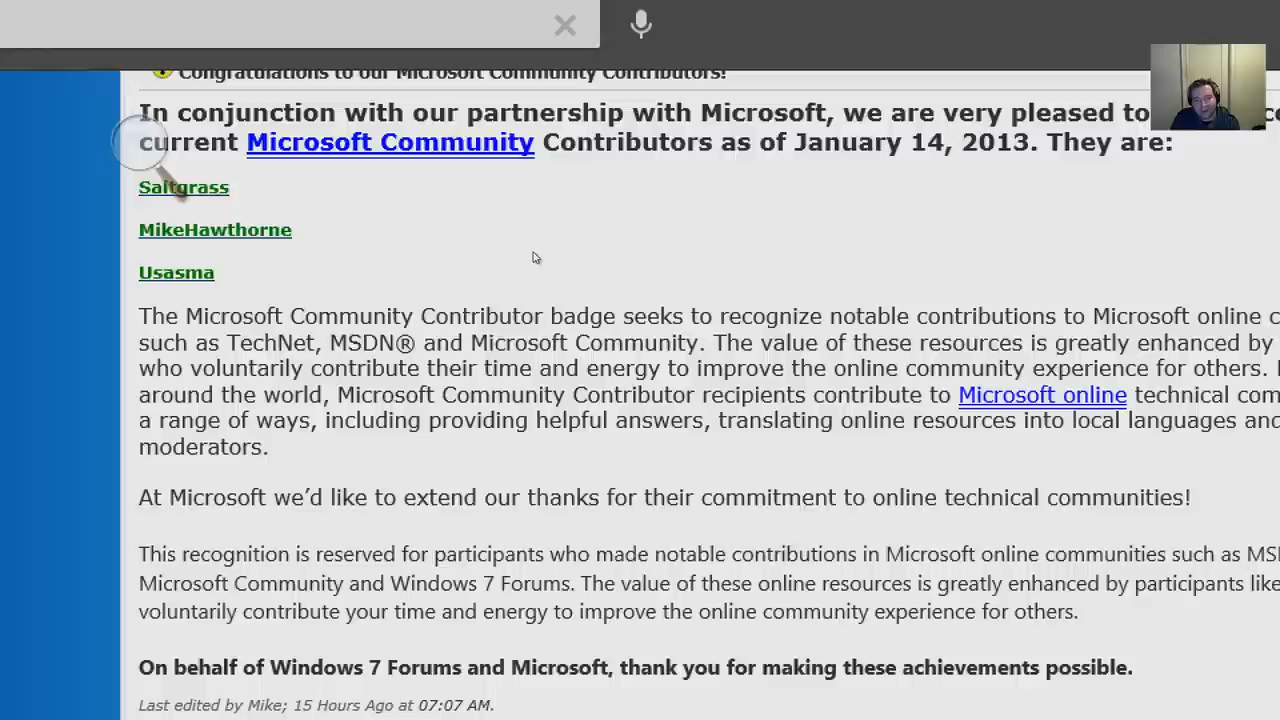 Congratulations to our Microsoft Community Contributors!
In conjunction with our partnership with Microsoft, we are very pleased to
current Microsoft Community Contributors as of January 14, 2013. They are:
Saltgrass
MikeHawthorne
Usasma
The Microsoft Community Contributor badge seeks to recognize notable contributions to Microsoft online c
such as TechNet, MSDN® and Microsoft Community. The value of these resources is greatly enhanced by
who voluntarily contribute their time and energy to improve the online community experience for others.
around the world, Microsoft Community Contributor recipients contribute to Microsoft online technical com
a range of ways, including providing helpful answers, translating online resources into local languages and
moderators.
At Microsoft we’d like to extend our thanks for their commitment to online technical communities!
This recognition is reserved for participants who made notable contributions in Microsoft online communities such as MS
Microsoft Community and Windows 7 Forums. The value of these online resources is greatly enhanced by participants like
voluntarily contribute your time and energy to improve the online community experience for others.
On behalf of Windows 7 Forums and Microsoft, thank you for making these achievements possible.
Last edited by Mike; 15 Hours Ago at 07:07 AM.